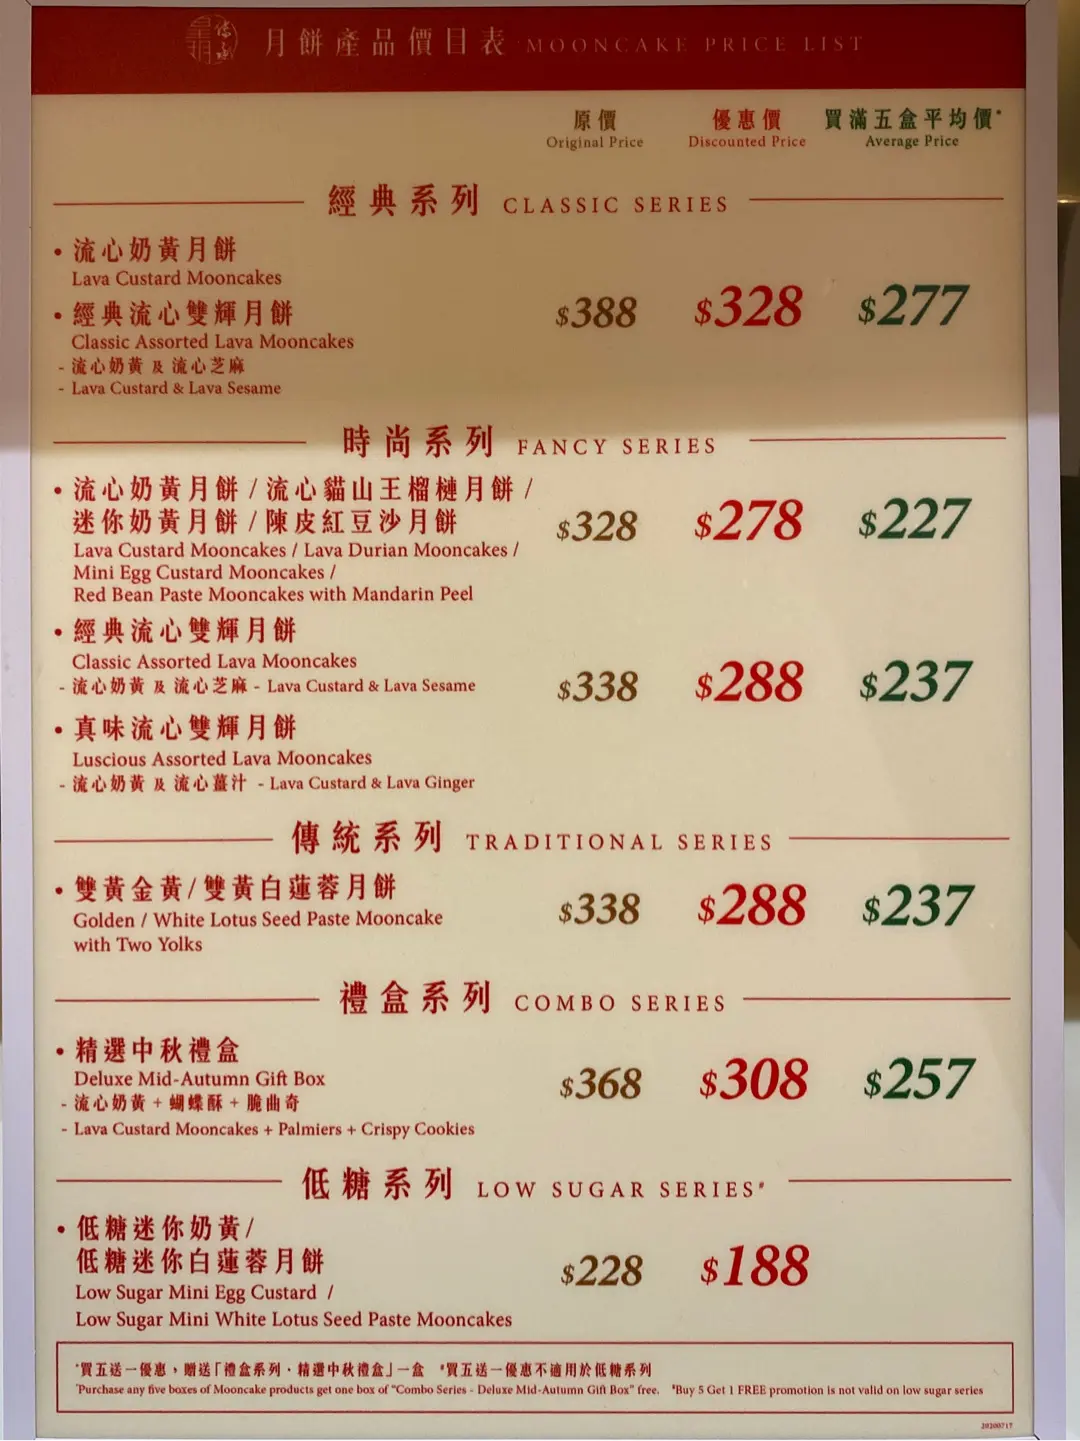 月餅產品價目表 MOONCAKE PRICE LIST
原價 優惠價 買滿五盒平均價*
Original Price Discounted Price Average Price
經典系列 CLASSIC SERIES
• 流心奶黃月餅
Lava Custard Mooncakes
• 經典流心雙輝月餅 $388 $328 $277
Classic Assorted Lava Mooncakes
- 流心奶黃 及 流心芝麻
- Lava Custard & Lava Sesame
時尚系列 FANCY SERIES
• 流心奶黃月餅 / 流心貓山王榴槤月餅 /
迷你奶黃月餅 / 陳皮紅豆沙月餅 $328 $278 $227
Lava Custard Mooncakes / Lava Durian Mooncakes /
Mini Egg Custard Mooncakes /
Red Bean Paste Mooncakes with Mandarin Peel
• 經典流心雙輝月餅
Classic Assorted Lava Mooncakes
- 流心奶黃 及 流心芝麻 - Lava Custard & Lava Sesame $338 $288 $237
• 真味流心雙輝月餅
Luscious Assorted Lava Mooncakes
- 流心奶黃 及 流心薑汁 - Lava Custard & Lava Ginger
傳統系列 TRADITIONAL SERIES
• 雙黃金黃/雙黃白蓮蓉月餅
Golden / White Lotus Seed Paste Mooncake $338 $288 $237
with Two Yolks
禮盒系列 COMBO SERIES
• 精選中秋禮盒
Deluxe Mid-Autumn Gift Box $368 $308 $257
- 流心奶黃 + 蝴蝶酥 + 脆曲奇
- Lava Custard Mooncakes + Palmiers + Crispy Cookies
低糖系列 LOW SUGAR SERIES#
• 低糖迷你奶黃/
低糖迷你白蓮蓉月餅 $228 $188
Low Sugar Mini Egg Custard /
Low Sugar Mini White Lotus Seed Paste Mooncakes
*買五送一優惠，贈送「禮盒系列．精選中秋禮盒」一盒 #買五送一優惠不適用於低糖系列
*Purchase any five boxes of Mooncake products get one box of "Combo Series - Deluxe Mid-Autumn Gift Box" free. #Buy 5 Get 1 FREE promotion is not valid on low sugar series
20200717